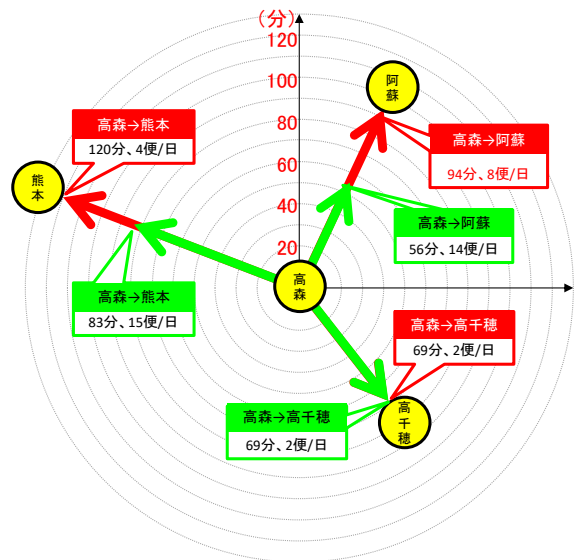 (分)
120
100
80
60
40
20
阿蘇
高森→熊本
120分、4便/日
高森→阿蘇
94分、8便/日
熊本
高森→阿蘇
56分、14便/日
高森
高森→熊本
83分、15便/日
高森→高千穂
69分、2便/日
高森→高千穂
69分、2便/日
高千穂